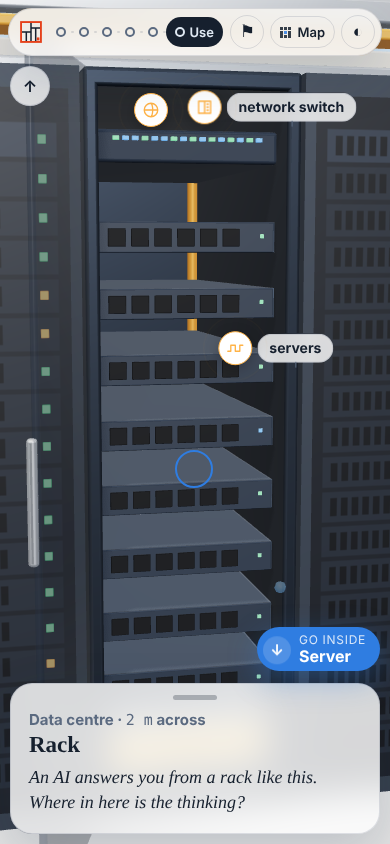 Use
Map
network switch
servers
GO INSIDE
Server
Data centre · 2 m across
Rack
An AI answers you from a rack like this.
Where in here is the thinking?